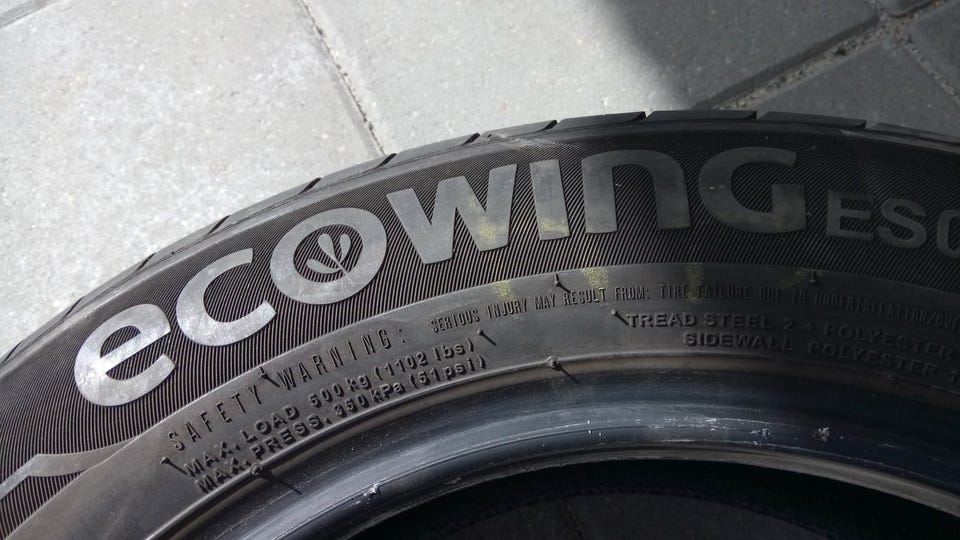 ecowing ES
SAFETY WARNING: SERIOUS INJURY MAY RESULT FROM: TIRE FAILURE DUE TO UNDERINFLATION/
MAX. LOAD 500 kg (1102 lbs)
MAX. PRESS. 350 kPa (51 psi)
TREAD STEEL 2 + POLYESTER
SIDEWALL POLYESTER